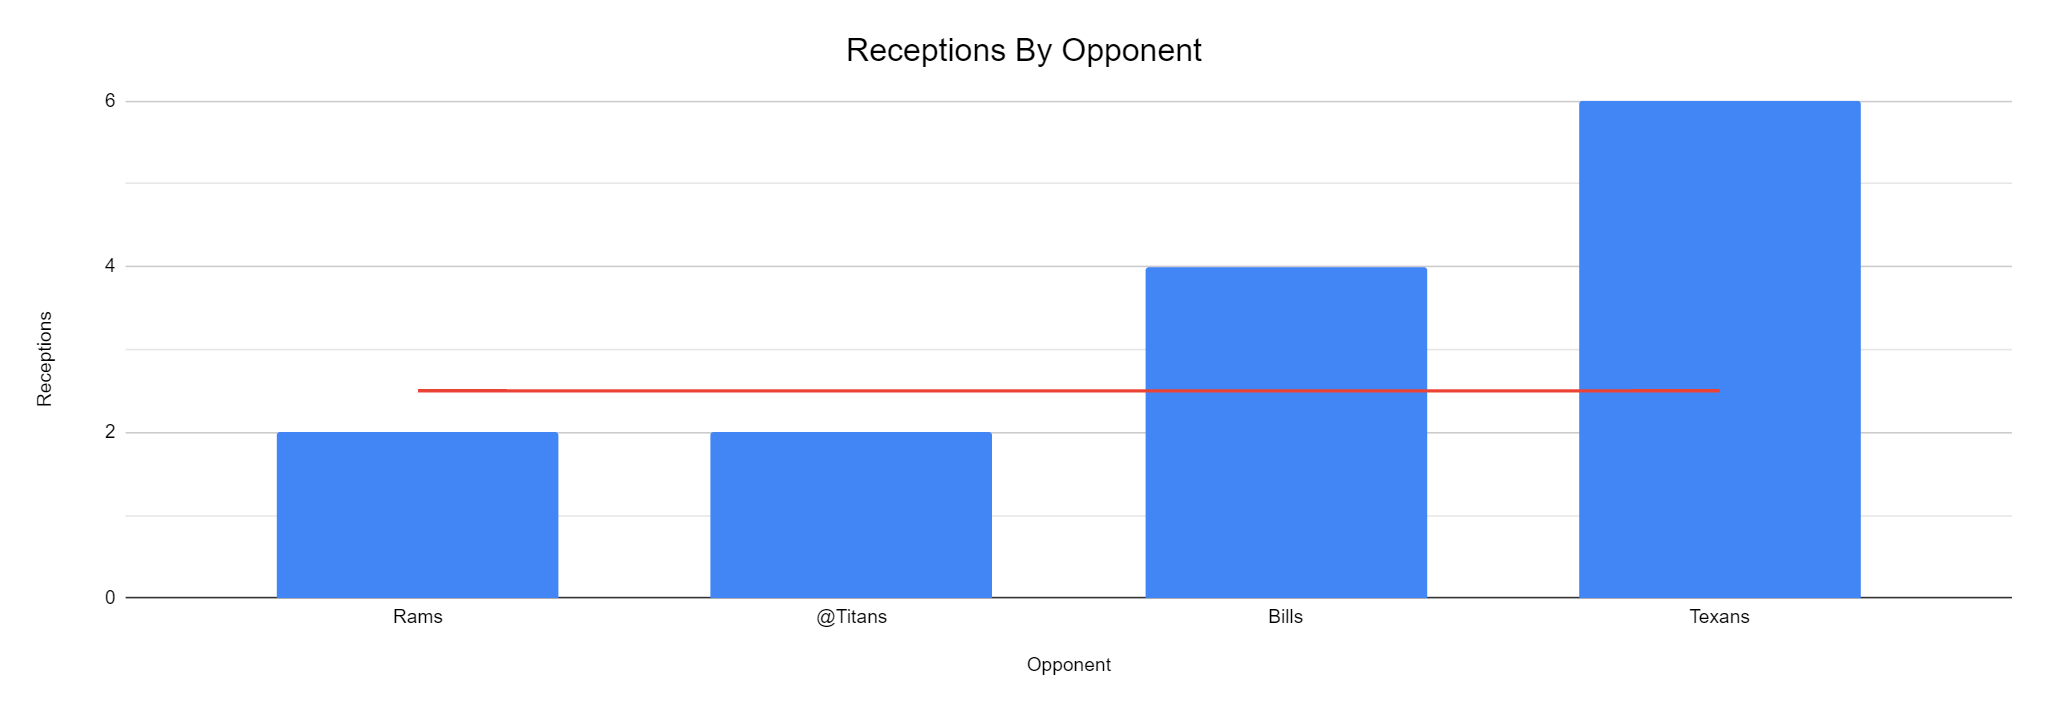 Receptions By Opponent
6
4
2
0
Receptions
Rams
@Titans
Bills
Texans
Opponent